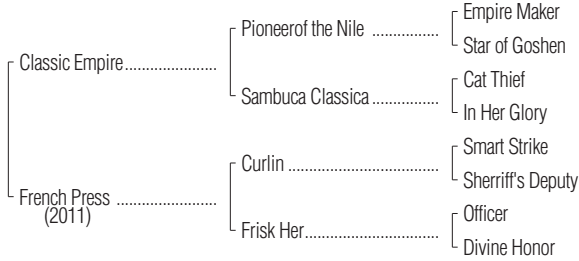 Empire Maker
Pioneerof the Nile ................
Star of Goshen
Classic Empire......................
Cat Thief
Sambuca Classica................
In Her Glory
Smart Strike
Curlin ....................................
Sherriff's Deputy
French Press .......................
(2011)
Officer
Frisk Her................................
Divine Honor